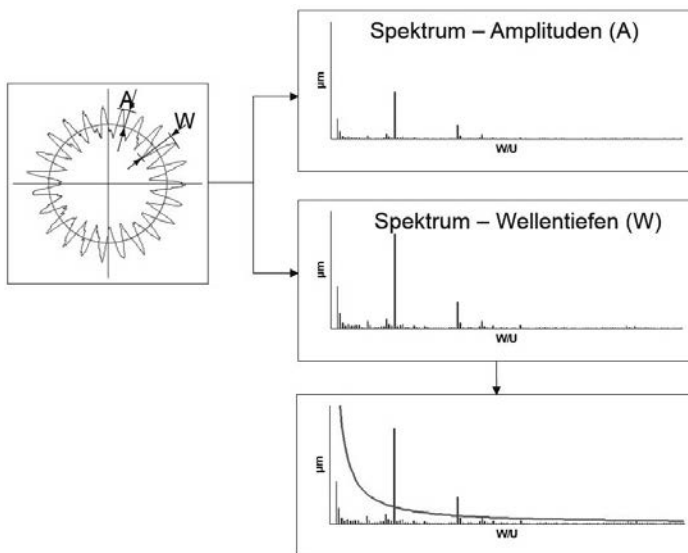 Spektrum – Amplituden (A)
µm
W/U
A
W
Spektrum – Wellentiefen (W)
µm
W/U
µm
W/U